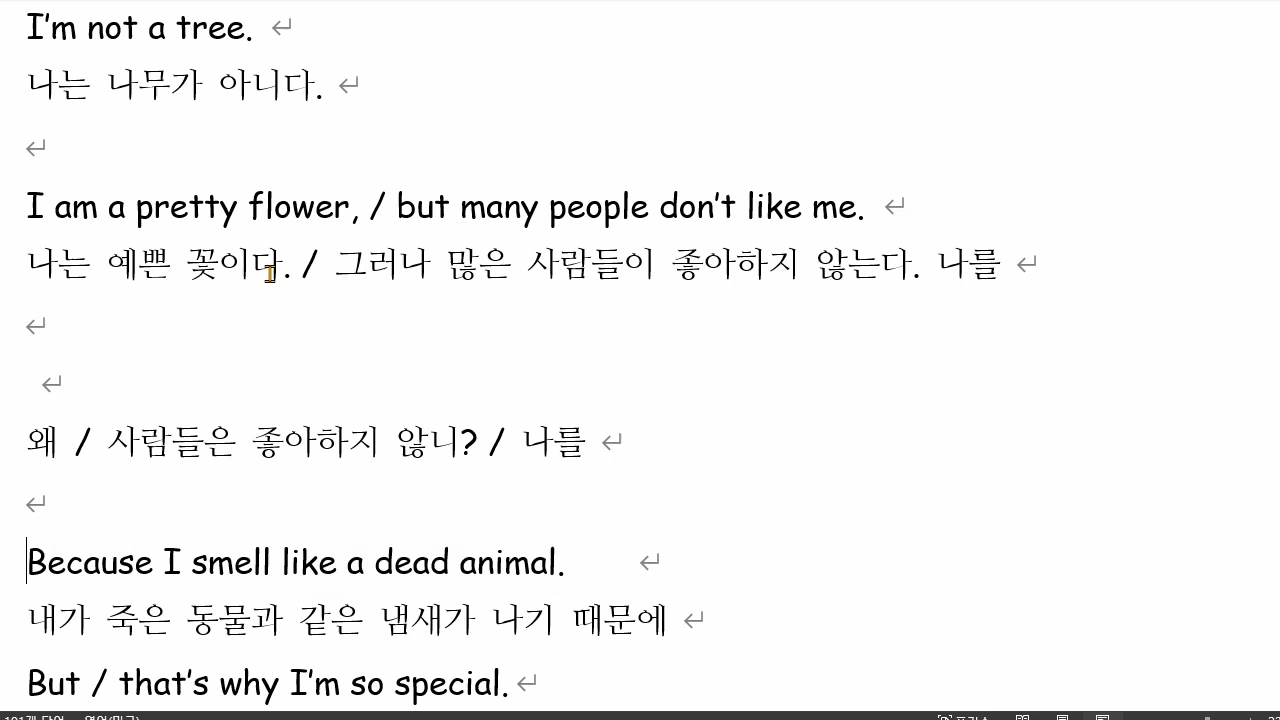 I'm not a tree.
나는 나무가 아니다.
I am a pretty flower, / but many people don't like me.
나는 예쁜 꽃이다. / 그러나 많은 사람들이 좋아하지 않는다. 나를
왜 / 사람들은 좋아하지 않니? / 나를
Because I smell like a dead animal.
내가 죽은 동물과 같은 냄새가 나기 때문에
But / that's why I'm so special.